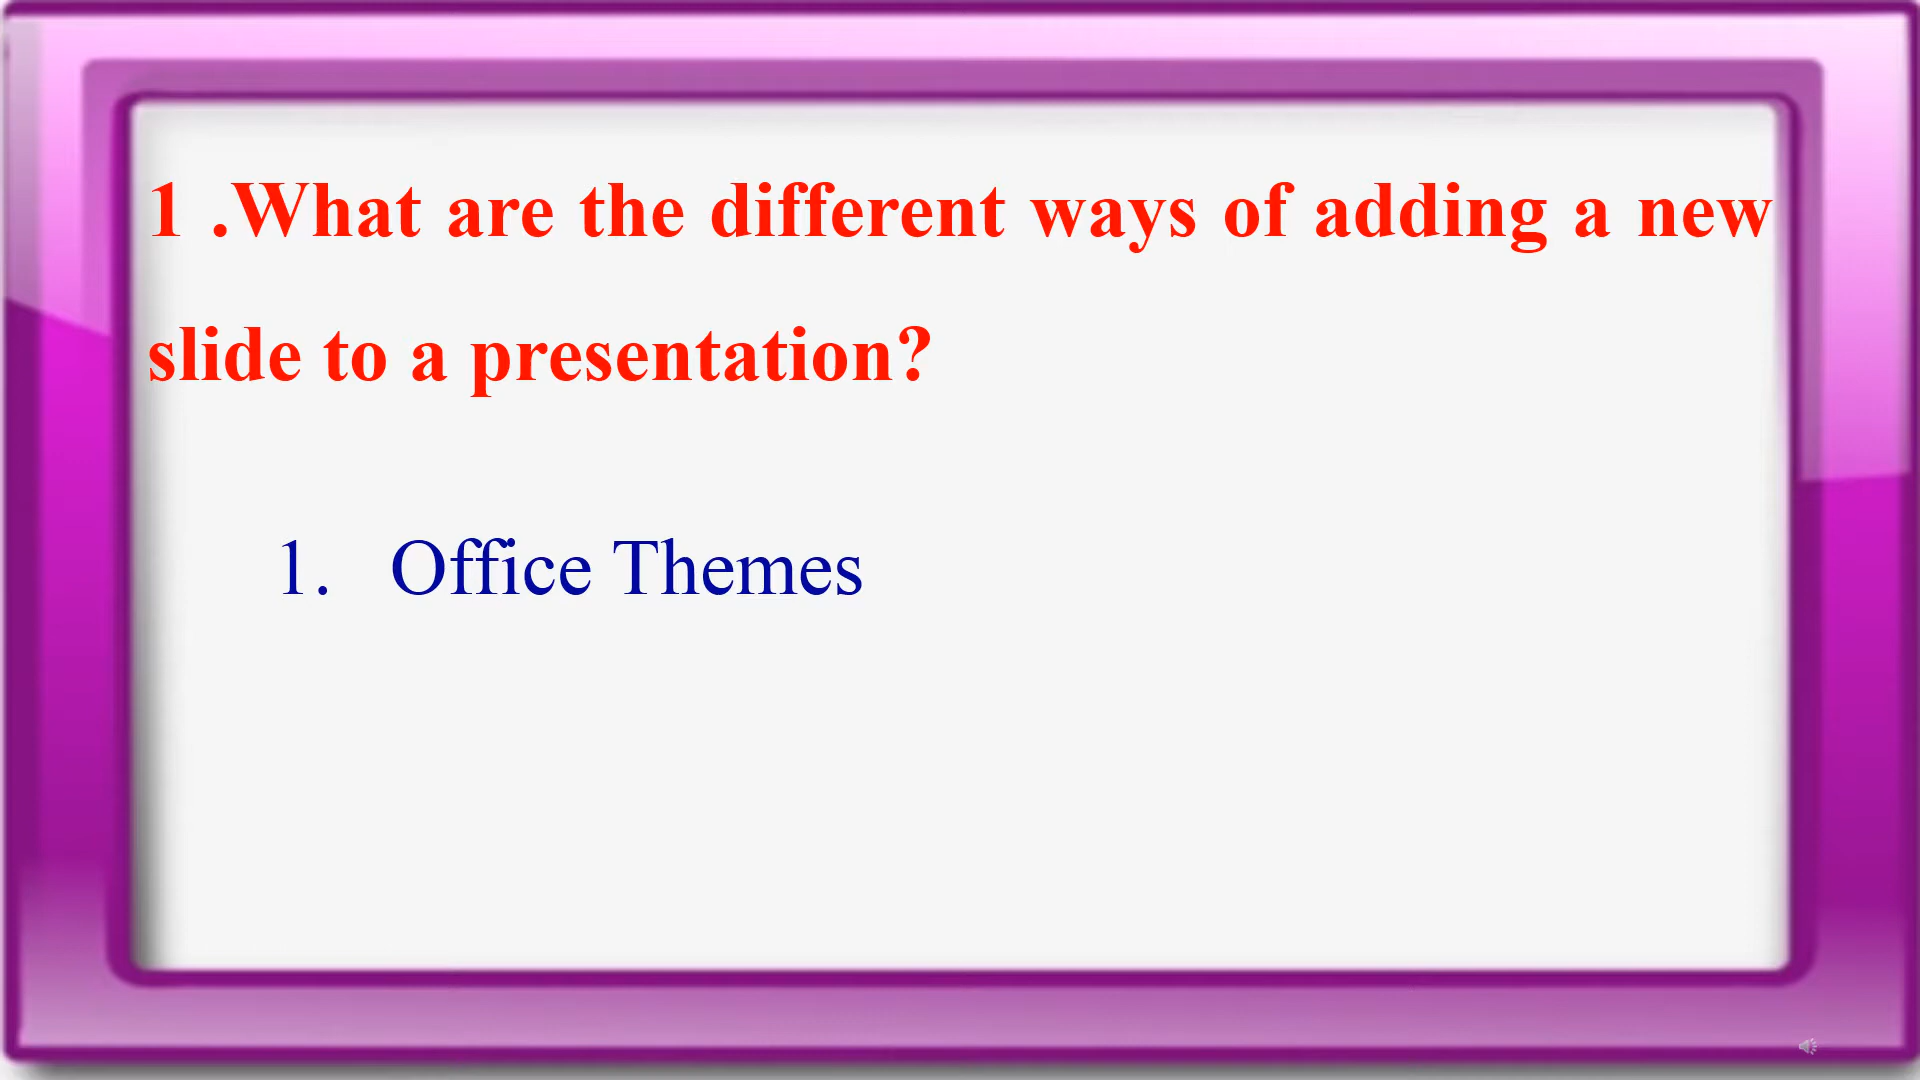 1 .What are the different ways of adding a new
slide to a presentation?
1. Office Themes